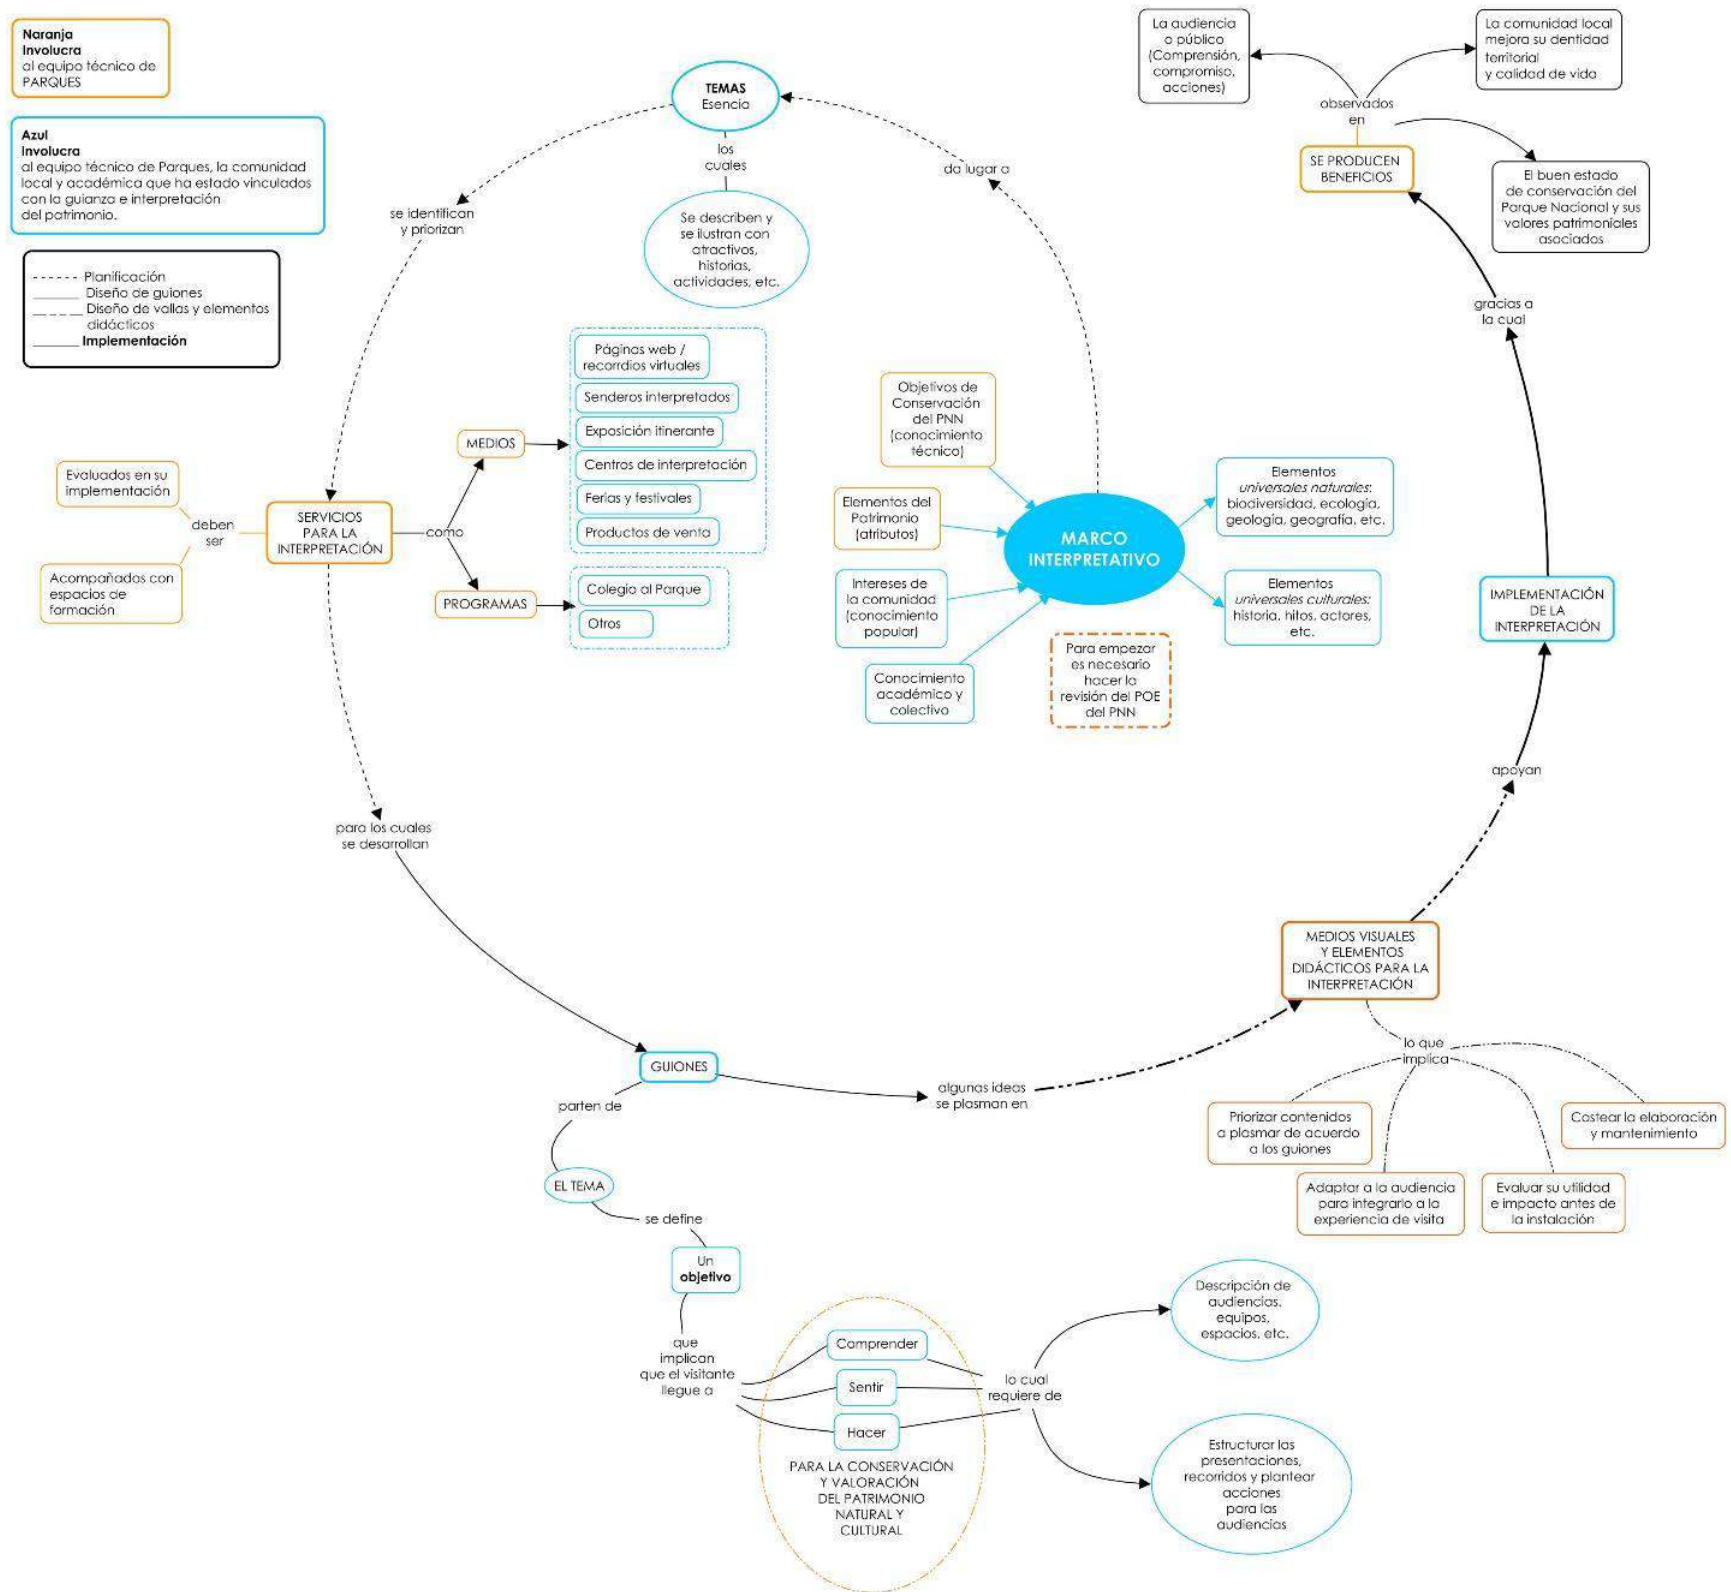 Naranja
Involucra
al equipo técnico de
PARQUES
Azul
Involucra
al equipo técnico de Parques, la comunidad
local y académica que ha estado vinculados
con la guianza e interpretación
del patrimonio.
Planificación
Diseño de guiones
Diseño de vallas y elementos
didácticos
Implementación
TEMAS
Esencia
los
cuales
Se describen y
se ilustran con
atractivos,
historias,
actividades, etc.
da lugar a
se identifican
y priorizan
La audiencia
o público
(Comprensión,
compromiso,
acciones)
La comunidad local
mejora su dentidad
territorial
y calidad de vida
observados
en
SE PRODUCEN
BENEFICIOS
El buen estado
de conservación del
Parque Nacional y sus
valores patrimoniales
asociados
gracias a
la cual
Páginas web /
recorrdios virtuales
Senderos interpretados
Exposición itinerante
Centros de interpretación
Ferias y festivales
Productos de venta
MEDIOS
Evaluados en su
implementación
deben
ser
Acompañados con
espacios de
formación
SERVICIOS
PARA LA
INTERPRETACIÓN
como
PROGRAMAS
Colegio al Parque
Otros
Objetivos de
Conservación
del PNN
(conocimiento
técnico)
Elementos del
Patrimonio
(atributos)
Intereses de
la comunidad
(conocimiento
popular)
Conocimiento
académico y
colectivo
MARCO
INTERPRETATIVO
Elementos
universales naturales:
biodiversidad, ecología,
geología, geografía, etc.
Elementos
universales culturales:
historia, hitos, actores,
etc.
Para empezar
es necesario
hacer la
revisión del POE
del PNN
IMPLEMENTACIÓN
DE LA
INTERPRETACIÓN
apoyan
para los cuales
se desarrollan
MEDIOS VISUALES
Y ELEMENTOS
DIDÁCTICOS PARA LA
INTERPRETACIÓN
lo que
implica
Priorizar contenidos
a plasmar de acuerdo
a los guiones
Adaptar a la audiencia
para integrarlo a la
experiencia de visita
Evaluar su utilidad
e impacto antes de
la instalación
Costear la elaboración
y mantenimiento
GUIONES
algunas ideas
se plasman en
parten de
EL TEMA
se define
Un
objetivo
que
implican
que el visitante
llegue a
Comprender
Sentir
Hacer
PARA LA CONSERVACIÓN
Y VALORACIÓN
DEL PATRIMONIO
NATURAL Y
CULTURAL
lo cual
requiere de
Descripción de
audiencias,
equipos,
espacios, etc.
Estructurar las
presentaciones,
recorridos y plantear
acciones
para las
audiencias